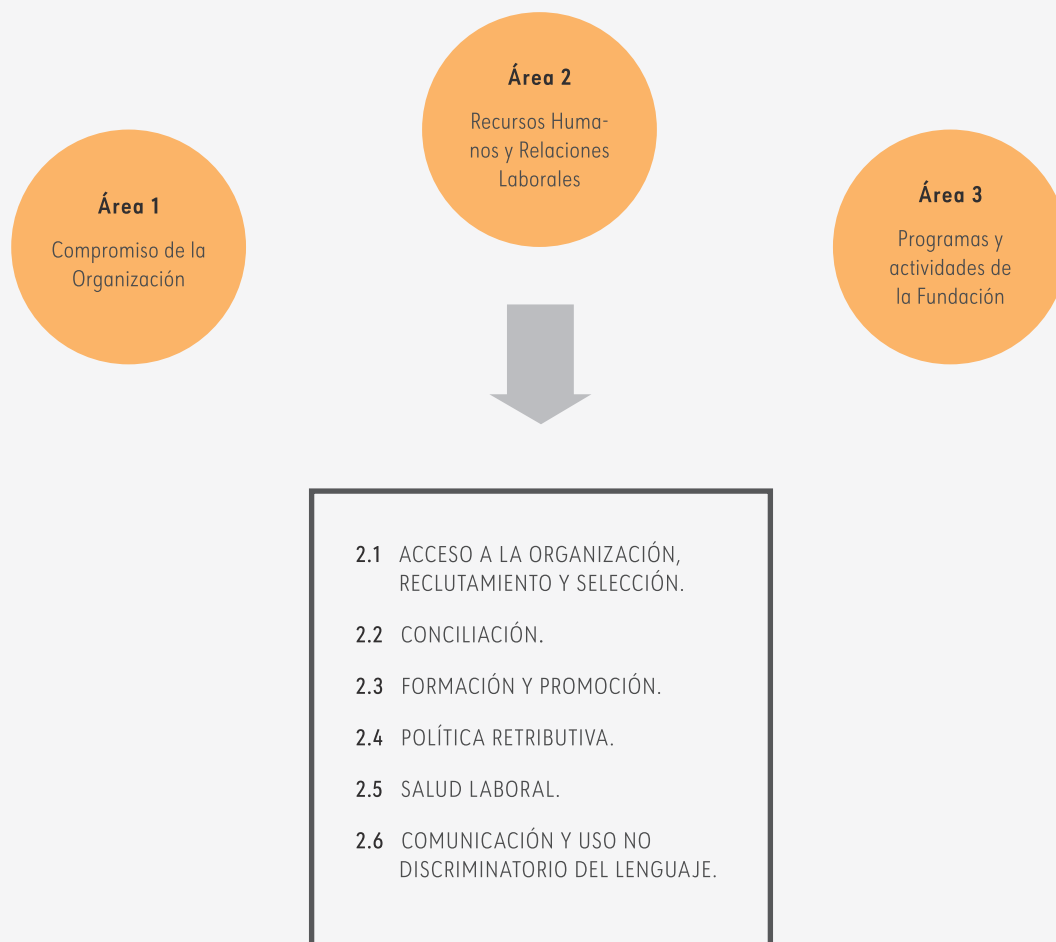 Área 1
Compromiso de la
Organización
Área 2
Recursos Huma-
nos y Relaciones
Laborales
Área 3
Programas y
actividades de
la Fundación
2.1 ACCESO A LA ORGANIZACIÓN,
RECLUTAMIENTO Y SELECCIÓN.
2.2 CONCILIACIÓN.
2.3 FORMACIÓN Y PROMOCIÓN.
2.4 POLÍTICA RETRIBUTIVA.
2.5 SALUD LABORAL.
2.6 COMUNICACIÓN Y USO NO
DISCRIMINATORIO DEL LENGUAJE.